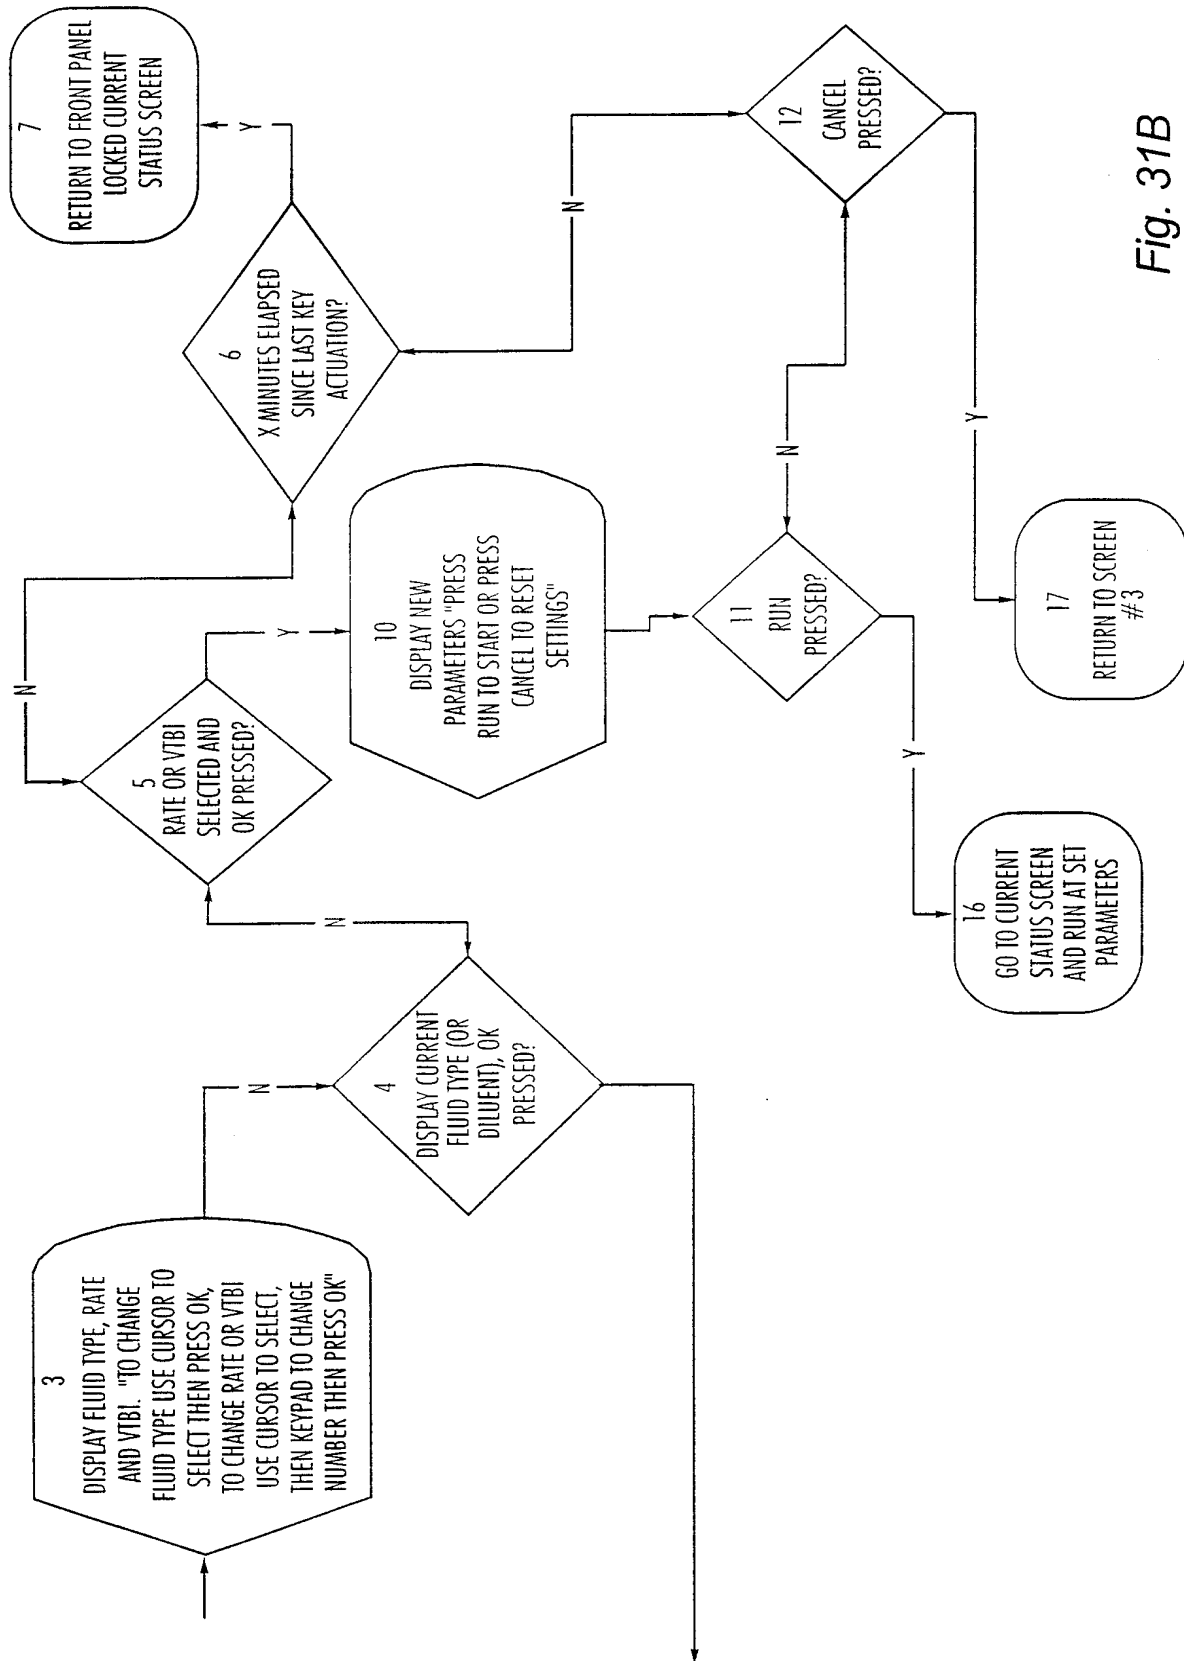 3
DISPLAY FLUID TYPE, RATE
AND VTBI. "TO CHANGE
FLUID TYPE USE CURSOR TO
SELECT THEN PRESS OK,
TO CHANGE RATE OR VTBI
USE CURSOR TO SELECT,
THEN KEYPAD TO CHANGE
NUMBER THEN PRESS OK"
N
4
DISPLAY CURRENT
FLUID TYPE (OR
DILUENT), OK
PRESSED?
N
5
RATE OR VTBI
SELECTED AND
OK PRESSED?
N
Y
6
X MINUTES ELAPSED
SINCE LAST KEY
ACTUATION?
Y
7
RETURN TO FRONT PANEL
LOCKED CURRENT
STATUS SCREEN
N
10
DISPLAY NEW
PARAMETERS "PRESS
RUN TO START OR PRESS
CANCEL TO RESET
SETTINGS"
11
RUN
PRESSED?
N
Y
12
CANCEL
PRESSED?
Y
16
GO TO CURRENT
STATUS SCREEN
AND RUN AT SET
PARAMETERS
17
RETURN TO SCREEN
#3
Fig. 31B